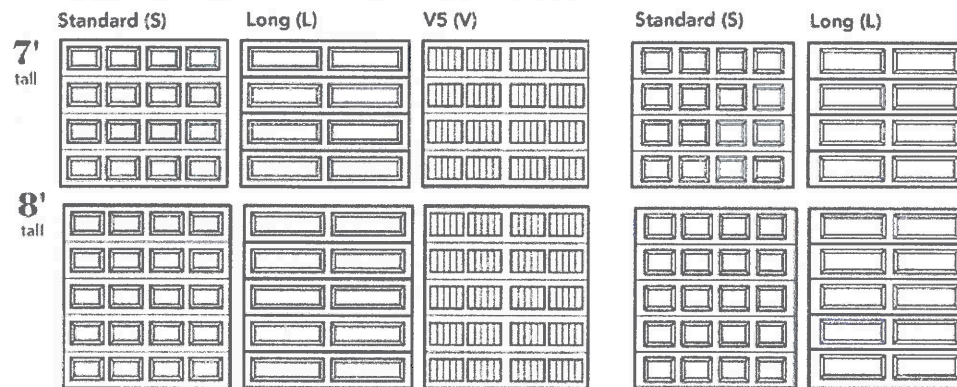 Standard (S) Long (L) V5 (V) Standard (S) Long (L)
7'
tall
8'
tall